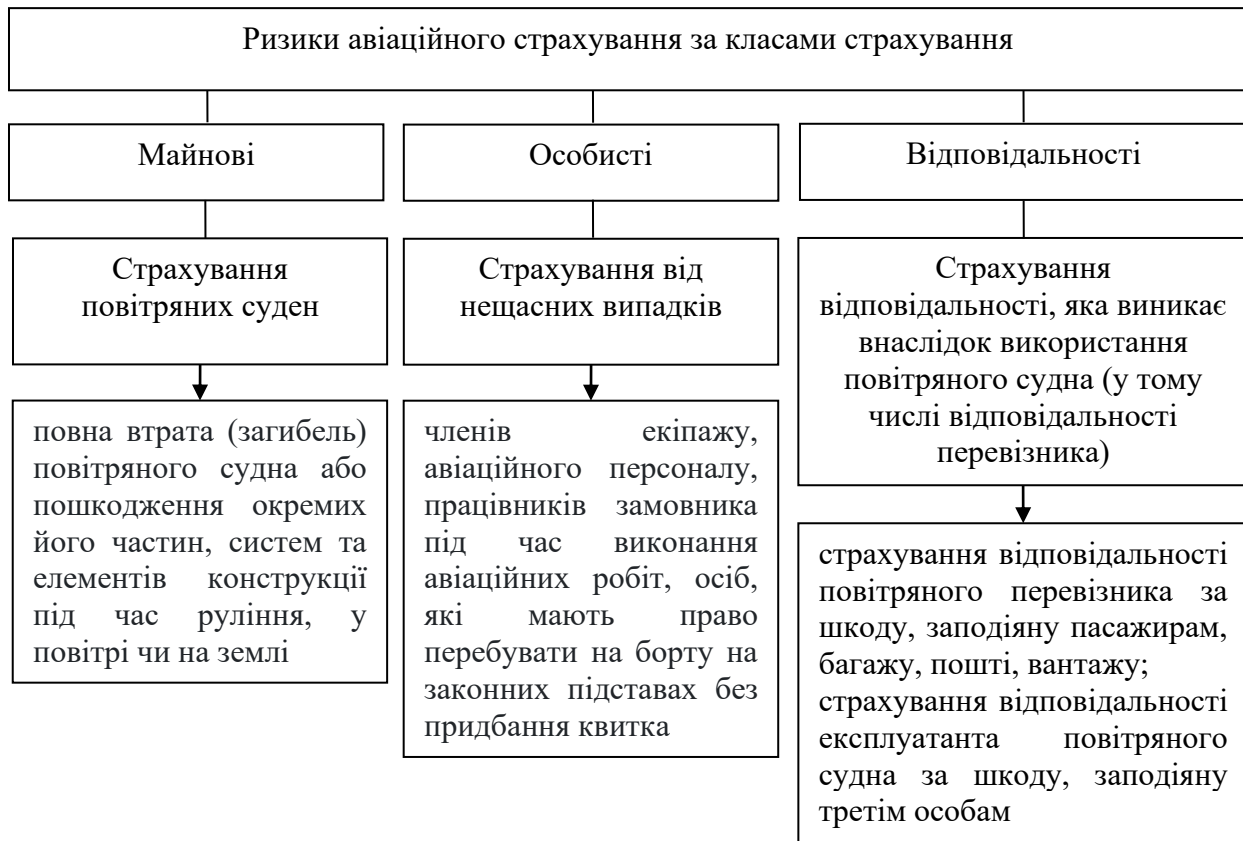 Ризики авіаційного страхування за класами страхування
Майнові
Особисті
Відповідальності
Страхування
повітряних суден
Страхування від
нещасних випадків
Страхування
відповідальності, яка виникає
внаслідок використання
повітряного судна (у тому
числі відповідальності
перевізника)
повна втрата (загибель)
повітряного судна або
пошкодження окремих
його частин, систем та
елементів конструкції
під час руління, у
повітрі чи на землі
членів екіпажу,
авіаційного персоналу,
працівників замовника
під час виконання
авіаційних робіт, осіб,
які мають право
перебувати на борту на
законних підставах без
придбання квитка
страхування відповідальності
повітряного перевізника за
шкоду, заподіяну пасажирам,
багажу, пошті, вантажу;
страхування відповідальності
експлуатанта повітряного
судна за шкоду, заподіяну
третім особам